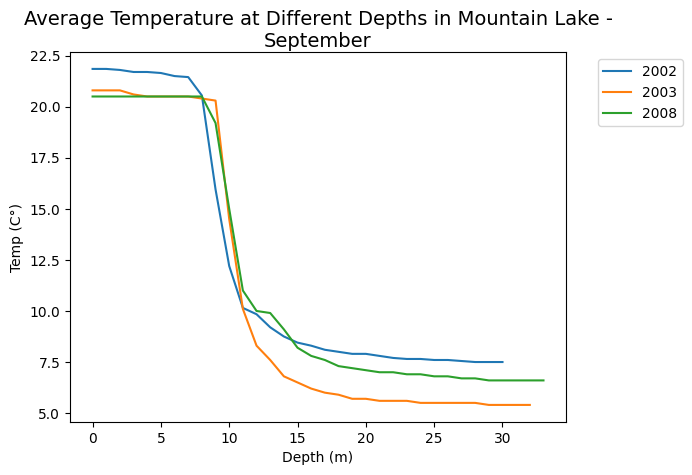 Average Temperature at Different Depths in Mountain Lake -
September
2002
2003
2008
22.5
20.0
17.5
15.0
12.5
10.0
7.5
5.0
Temp (C°)
0 5 10 15 20 25 30
Depth (m)